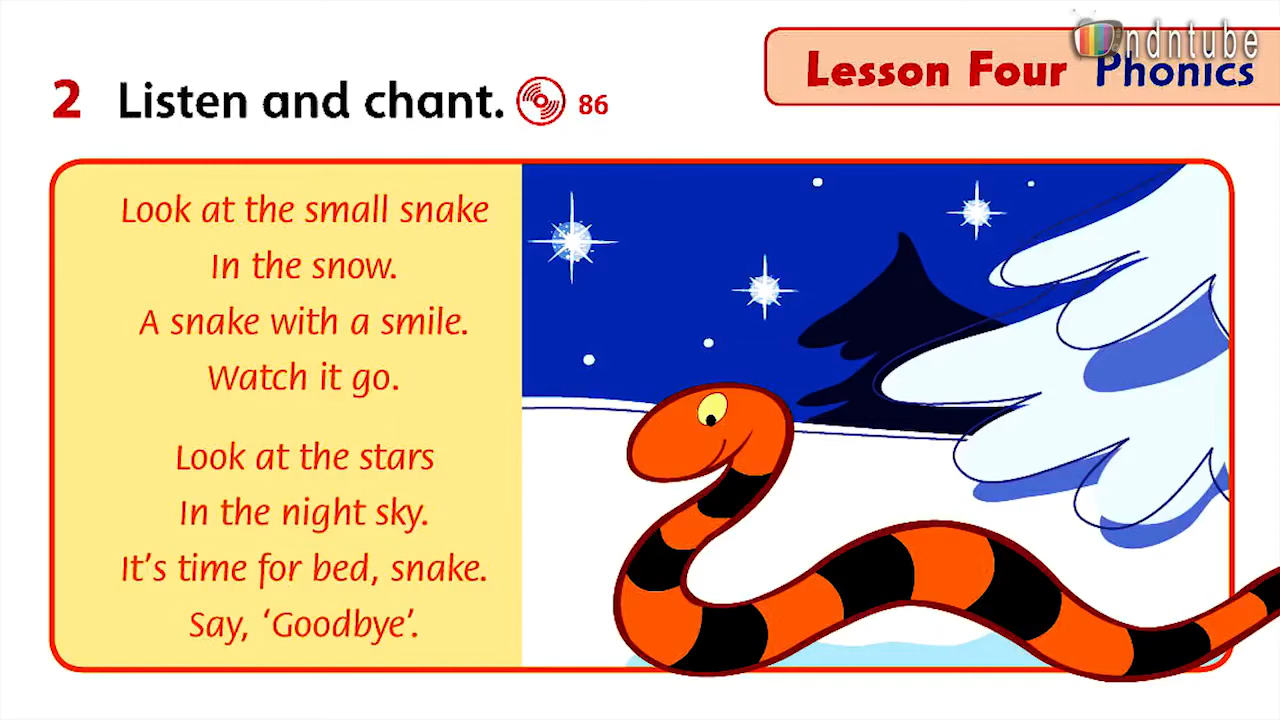 ndntube
Lesson Four Phonics
2 Listen and chant. 86
Look at the small snake
In the snow.
A snake with a smile.
Watch it go.
Look at the stars
In the night sky.
It's time for bed, snake.
Say, ‘Goodbye’.